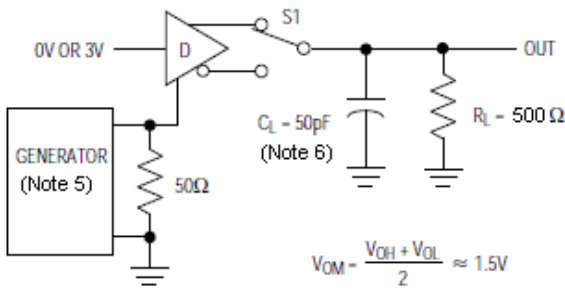 S1
0V OR 3V
D
OUT
C_L = 50pF
(Note 6)
R_L = 500 Ω
GENERATOR
(Note 5)
50Ω
V_OM = (V_OH + V_OL) / 2 ≈ 1.5V